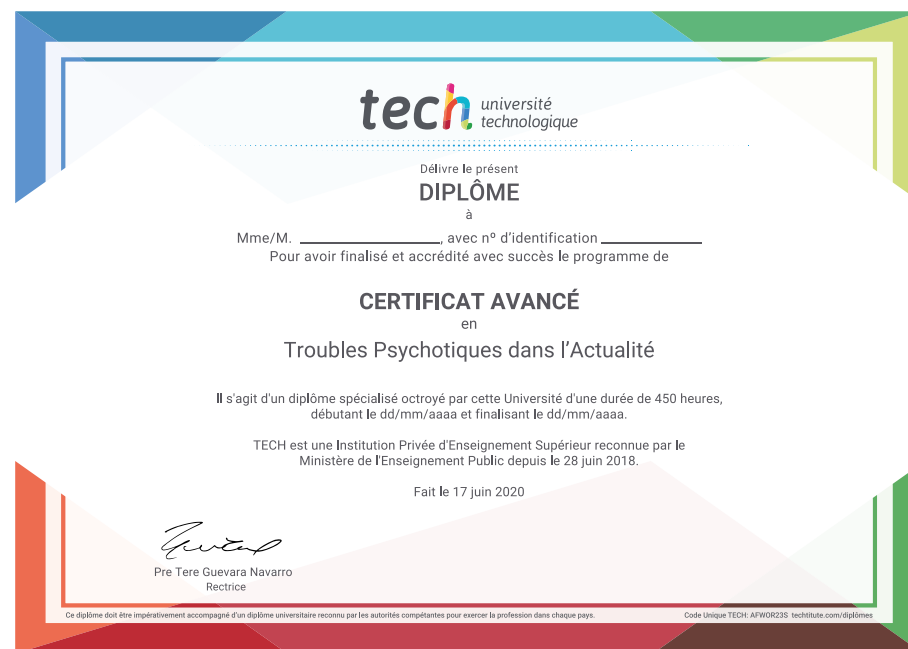 tech université
technologique
Délivre le présent
DIPLÔME
à
Mme/M. ____________________, avec nº d’identification ______________
Pour avoir finalisé et accrédité avec succès le programme de
CERTIFICAT AVANCÉ
en
Troubles Psychotiques dans l’Actualité
Il s'agit d'un diplôme spécialisé octroyé par cette Université d'une durée de 450 heures,
débutant le dd/mm/aaaa et finalisant le dd/mm/aaaa.
TECH est une Institution Privée d'Enseignement Supérieur reconnue par le
Ministère de l'Enseignement Public depuis le 28 juin 2018.
Fait le 17 juin 2020
Pre Tere Guevara Navarro
Rectrice
Ce diplôme doit être impérativement accompagné d'un diplôme universitaire reconnu par les autorités compétentes pour exercer la profession dans chaque pays.
Code Unique TECH: AFWOR23S techtitute.com/diplômes